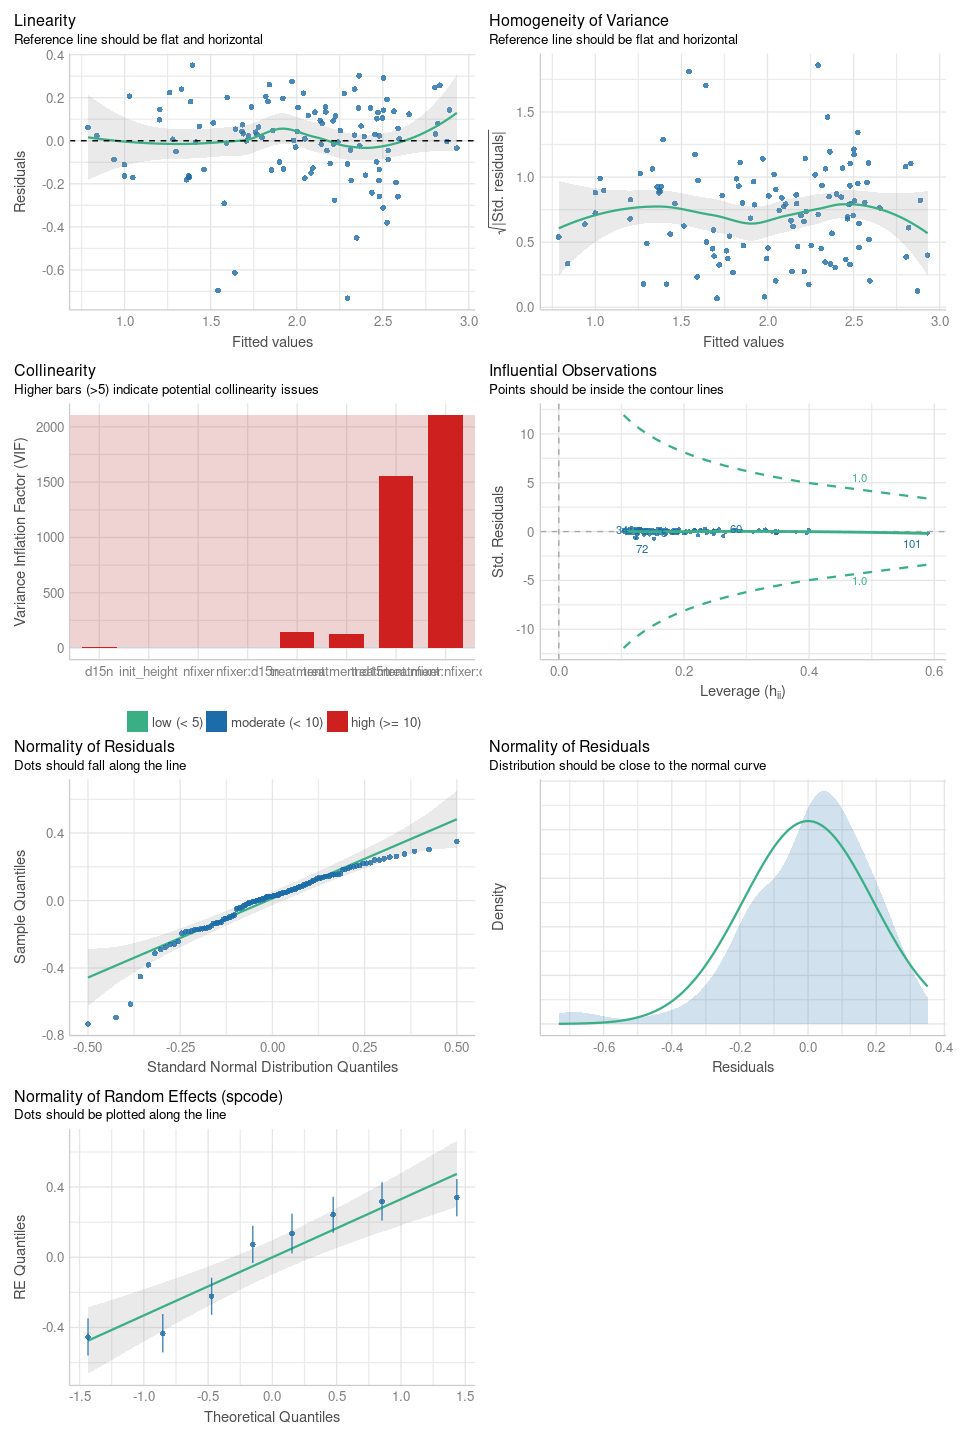 Linearity
Reference line should be flat and horizontal
0.4
0.2
0.0
-0.2
-0.4
-0.6
Residuals
1.0 1.5 2.0 2.5 3.0
Fitted values
Homogeneity of Variance
Reference line should be flat and horizontal
1.5
1.0
0.5
0.0
√|Std. residuals|
1.0 1.5 2.0 2.5 3.0
Fitted values
Collinearity
Higher bars (>5) indicate potential collinearity issues
2000
1500
1000
500
0
Variance Inflation Factor (VIF)
d15n init_height nfixer nfixer:d15n
low (< 5) moderate (< 10) high (>= 10)
Influential Observations
Points should be inside the contour lines
10
5
0
-5
-10
Std. Residuals
1.0
60
72
101
1.0
0.0 0.2 0.4 0.6
Leverage (hii)
Normality of Residuals
Dots should fall along the line
0.4
0.0
-0.4
-0.8
Sample Quantiles
-0.50 -0.25 0.00 0.25 0.50
Standard Normal Distribution Quantiles
Normality of Residuals
Distribution should be close to the normal curve
Density
-0.6 -0.4 -0.2 0.0 0.2 0.4
Residuals
Normality of Random Effects (spcode)
Dots should be plotted along the line
0.4
0.0
-0.4
RE Quantiles
-1.5 -1.0 -0.5 0.0 0.5 1.0 1.5
Theoretical Quantiles